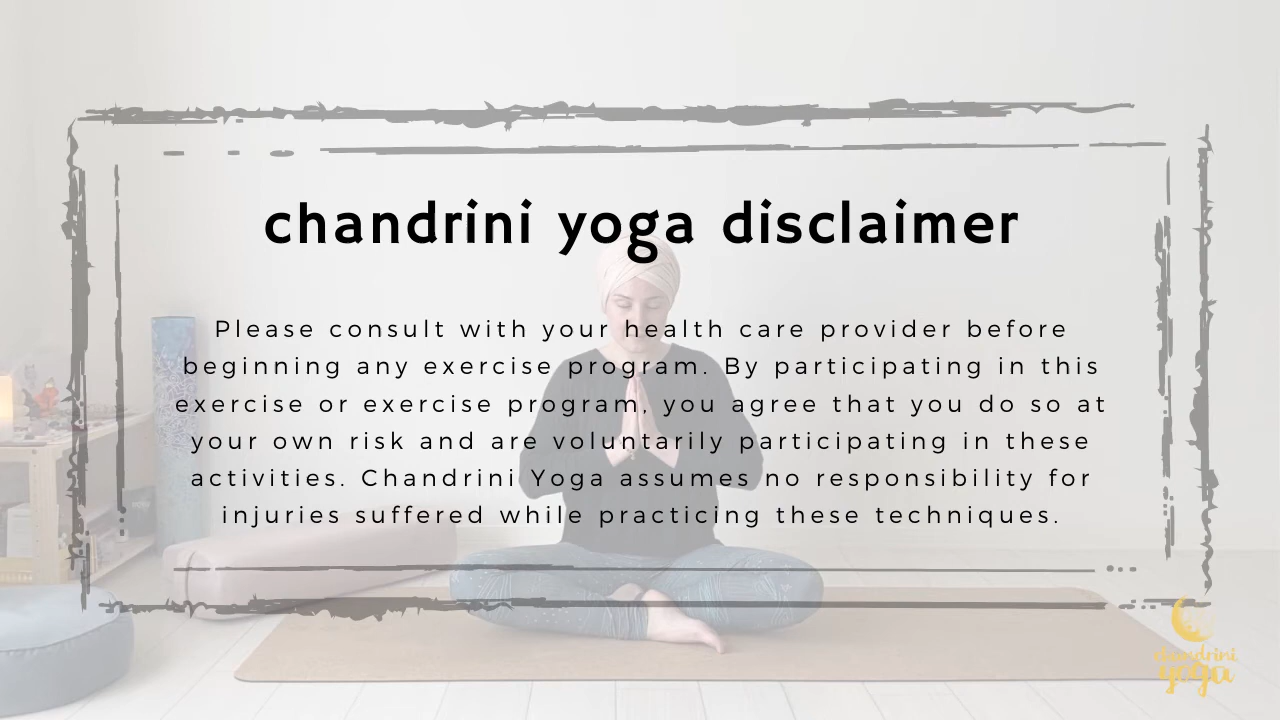 chandrini yoga disclaimer
Please consult with your health care provider before
beginning any exercise program. By participating in this
exercise or exercise program, you agree that you do so at
your own risk and are voluntarily participating in these
activities. Chandrini Yoga assumes no responsibility for
injuries suffered while practicing these techniques.
chandrini
yoga